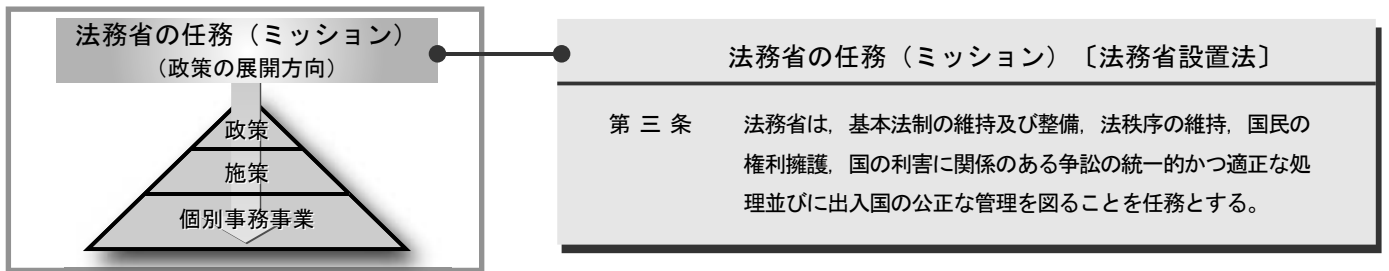 法務省の任務（ミッション）
（政策の展開方向）
政策
施策
個別事務事業
法務省の任務（ミッション）〔法務省設置法〕
第 三 条　法務省は，基本法制の維持及び整備，法秩序の維持，国民の
権利擁護，国の利害に関係のある争訟の統一的かつ適正な処
理並びに出入国の公正な管理を図ることを任務とする。